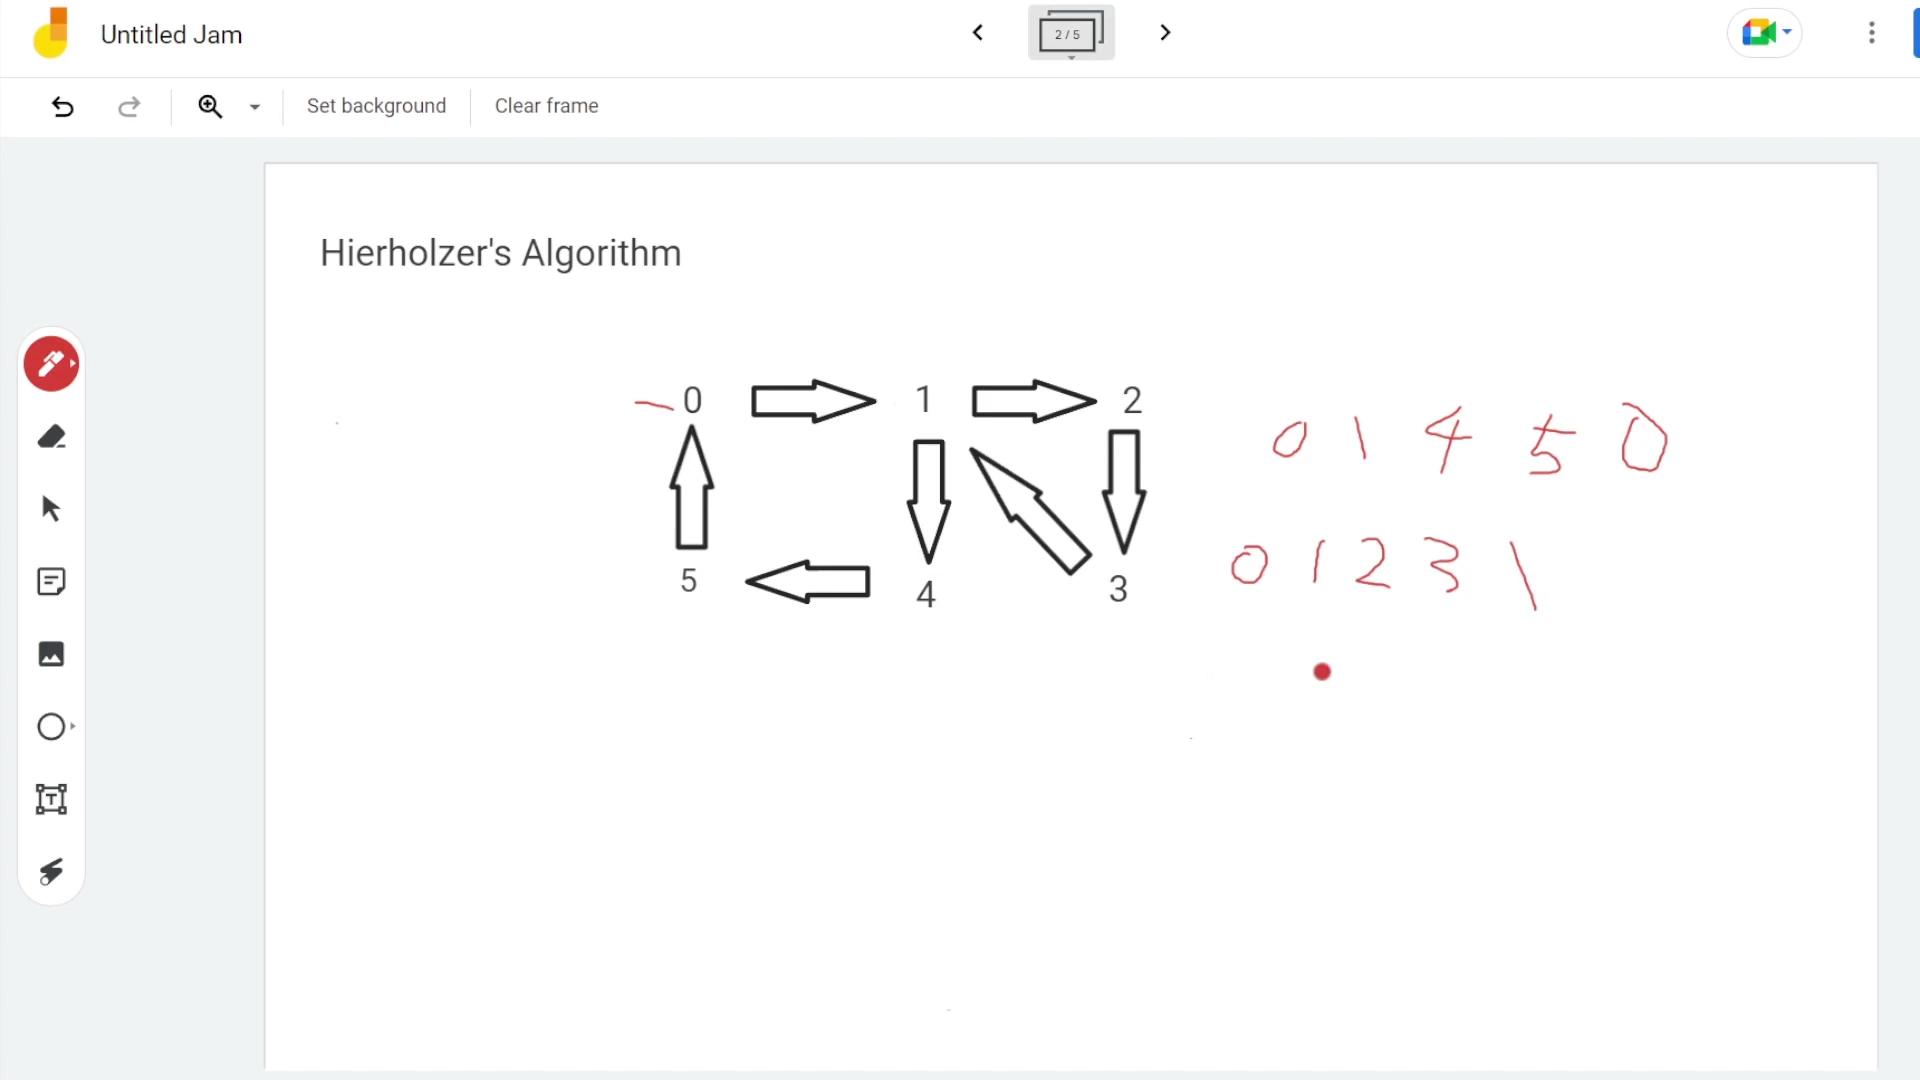 Untitled Jam
2 / 5
Set background
Clear frame
Hierholzer's Algorithm
0 1 2
5 4 3
0 1 4 5 0
0 1 2 3 1